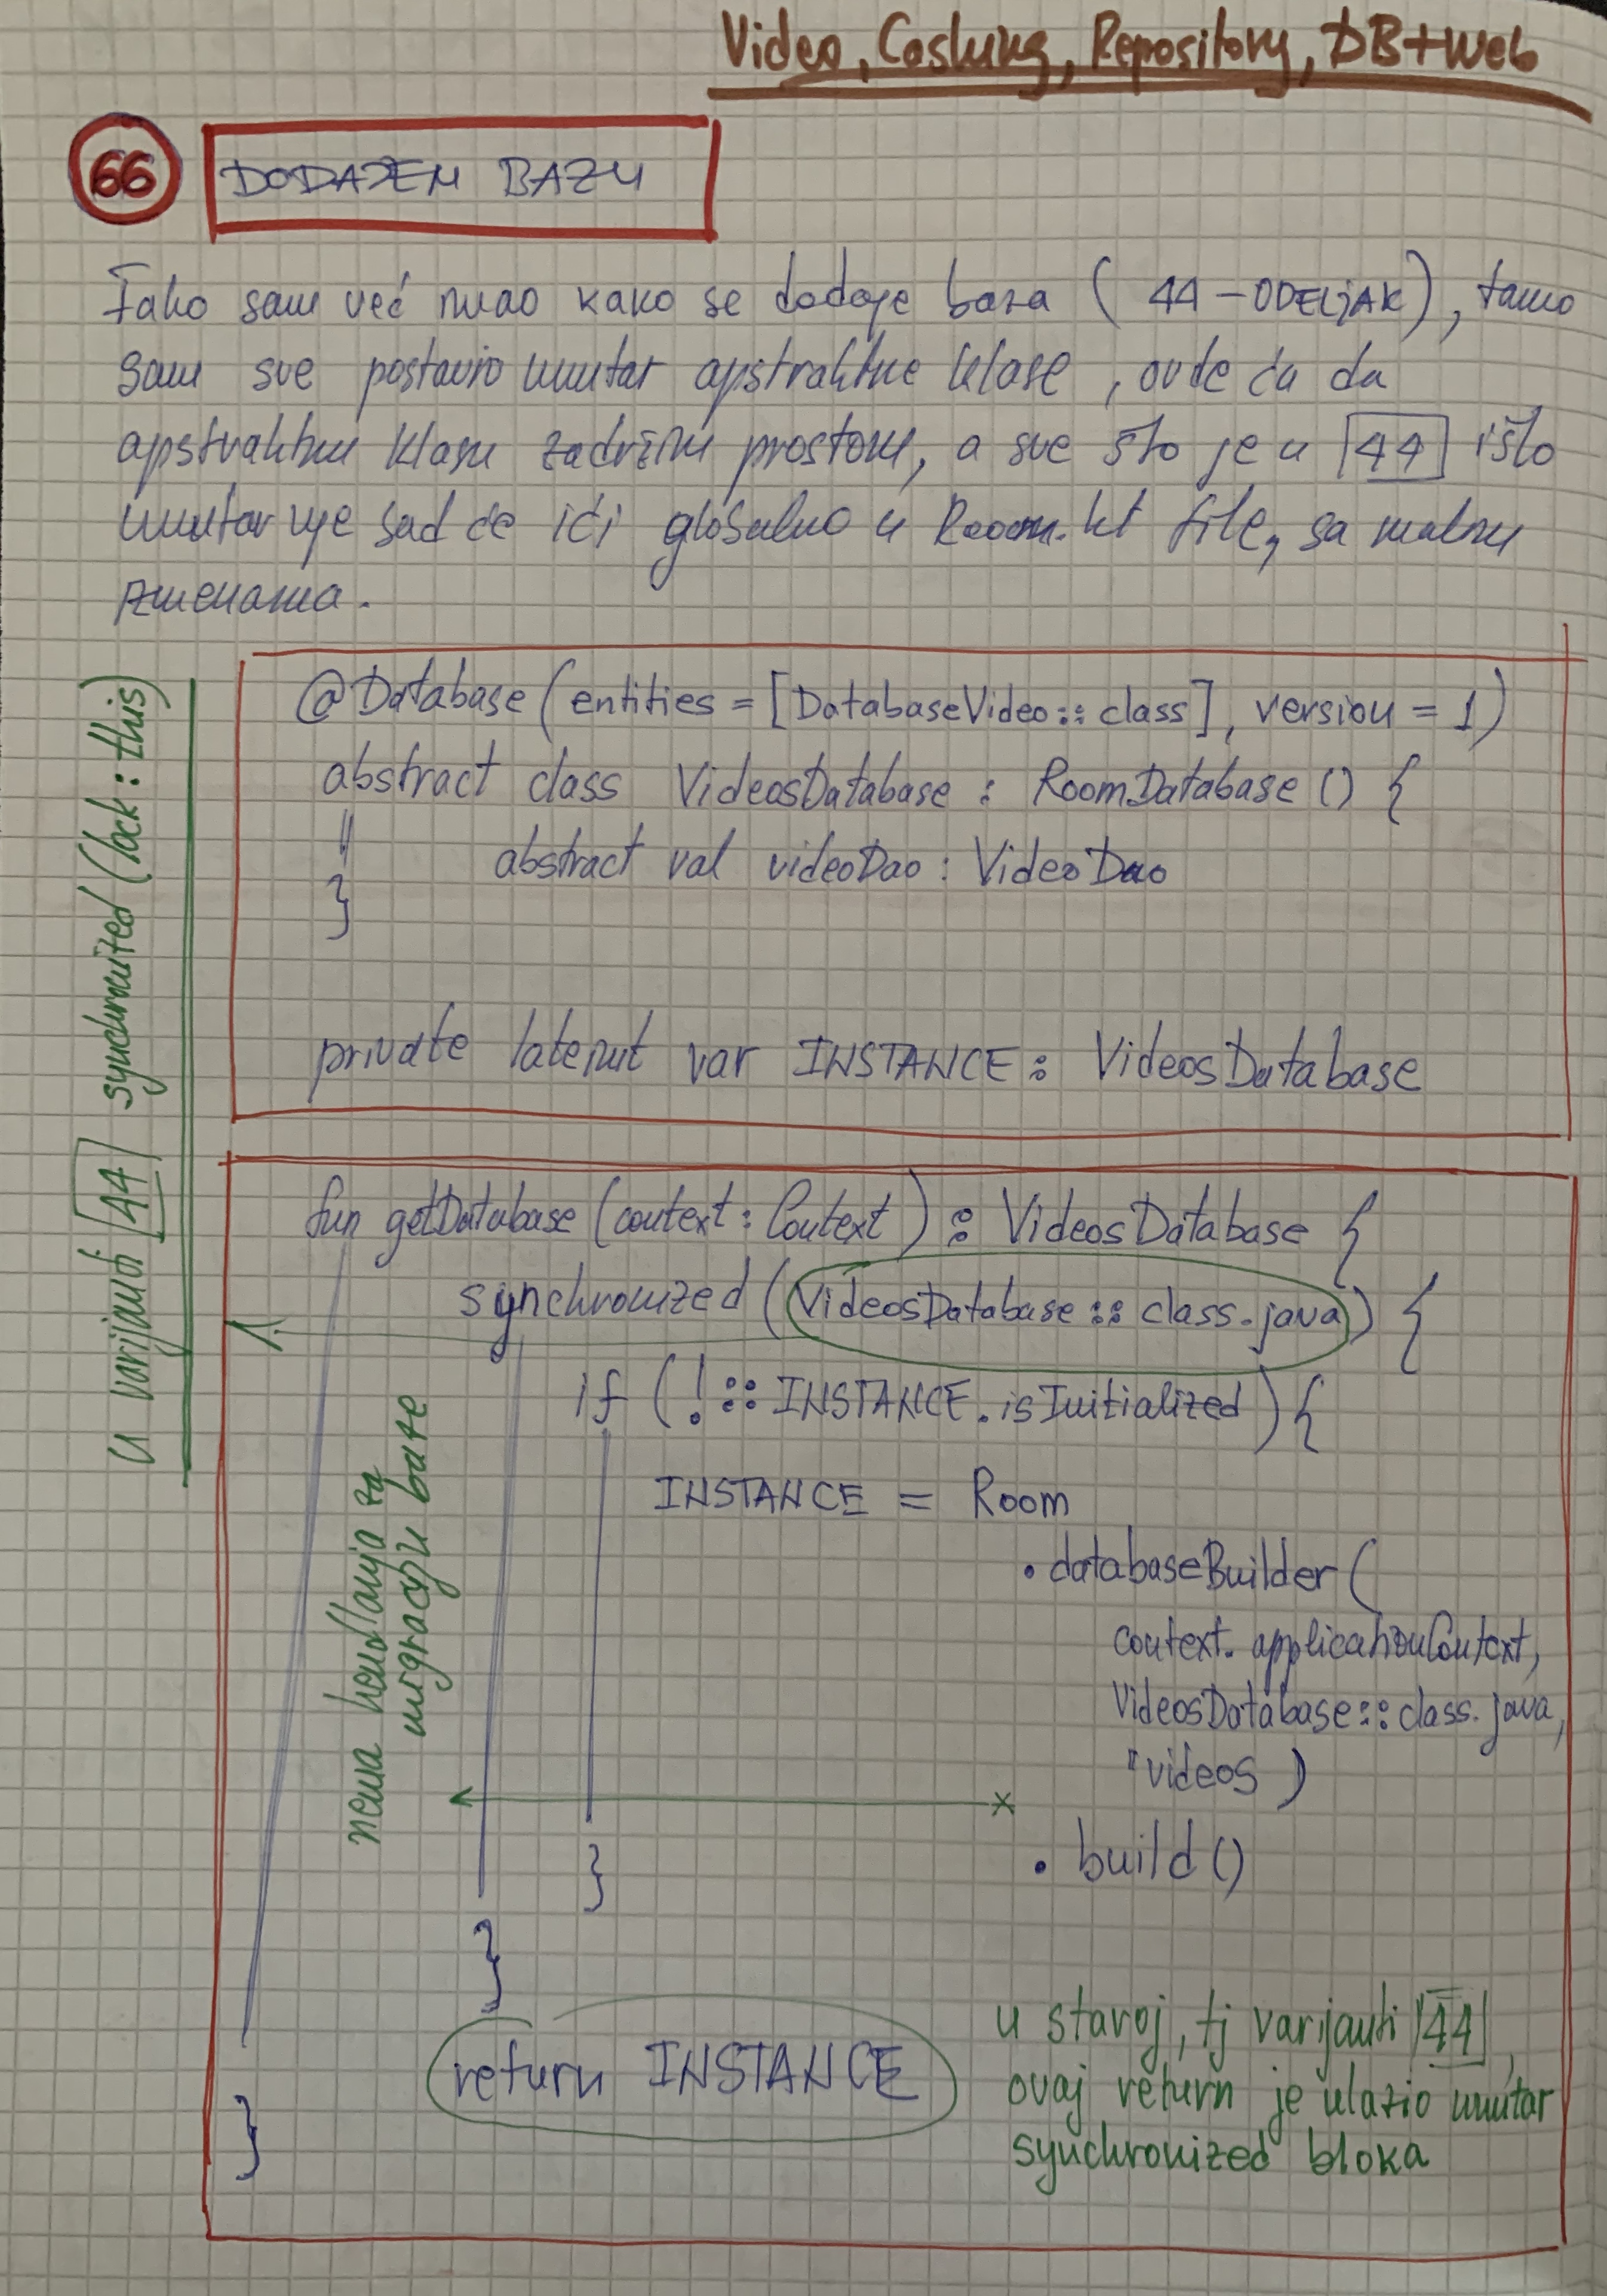 Video, Cashing, Repository, DB+Web
66 DODAJEM BAZU
Iako sam već imao kako se dodaje baza (44-ODELJAK), tamo
sam sve postavio unutar apstraktne klase, ovde ću da
apstraktnu klasu zadržim prostom, a sve što je u 44 išlo
unutar nje sad će ići globalno u Room.kt file, sa malim
izmenama.
@Database(entities = [DatabaseVideo::class], version = 1)
abstract class VideosDatabase : RoomDatabase() {
abstract val videoDao : VideoDao
}
private lateinit var INSTANCE : VideosDatabase
u varijanti 44 synchronized (lock : this)
fun getDatabase (context : Context) : VideosDatabase {
synchronized (VideosDatabase :: class.java) {
if (! :: INSTANCE.isInitialized) {
INSTANCE = Room
.databaseBuilder(
context.applicationContext,
VideosDatabase::class.java,
"videos )
.build()
nema hendlanja za
migraciju baze
}
}
return INSTANCE
}
u staroj, tj varijanti 44,
ovaj return je ulazio unutar
synchronized bloka